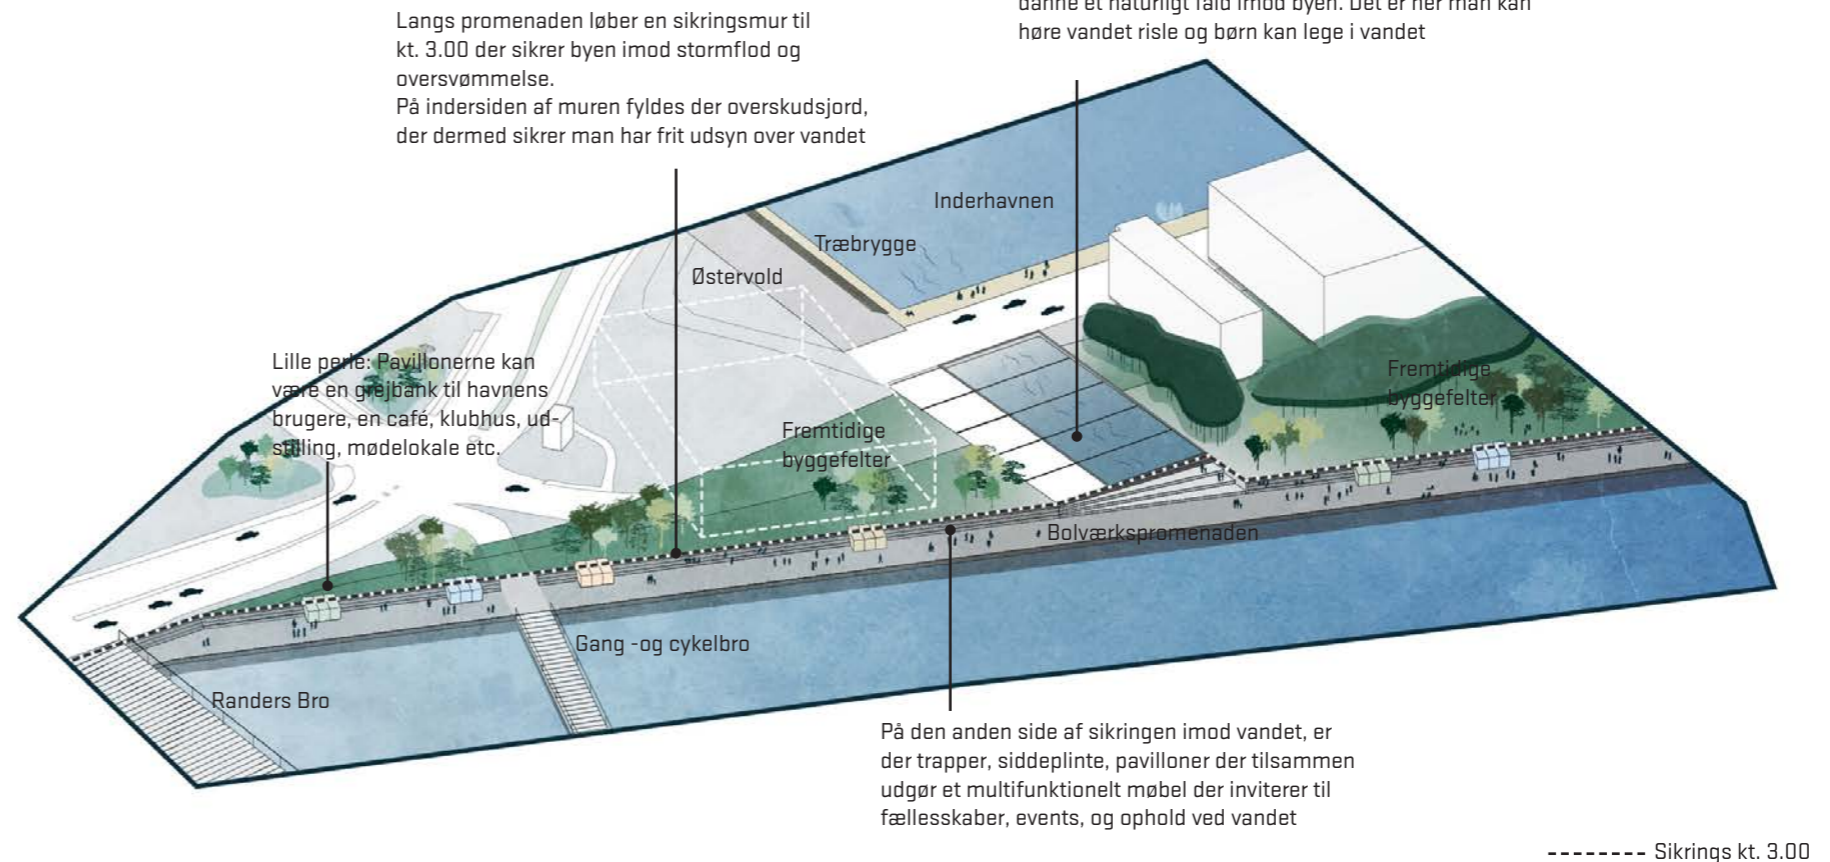 Langs promenaden løber en sikringsmur til
kt. 3.00 der sikrer byen imod stormflod og
oversvømmelse.
På indersiden af muren fyldes der overskudsjord,
der dermed sikrer man har frit udsyn over vandet
danne et naturligt fald imod byen. Det er her man kan
høre vandet risle og børn kan lege i vandet
Inderhavnen
Træbrygge
Østervold
Lille perle: Pavillonerne kan
være en grejbank til havnens
brugere, en café, klubhus, ud-
stilling, mødelokale etc.
Fremtidige
byggefelter
Fremtidige
byggefelter
Bolværkspromenaden
Gang -og cykelbro
Randers Bro
På den anden side af sikringen imod vandet, er
der trapper, siddeplinte, pavilloner der tilsammen
udgør et multifunktionelt møbel der inviterer til
fællesskaber, events, og ophold ved vandet
Sikrings kt. 3.00